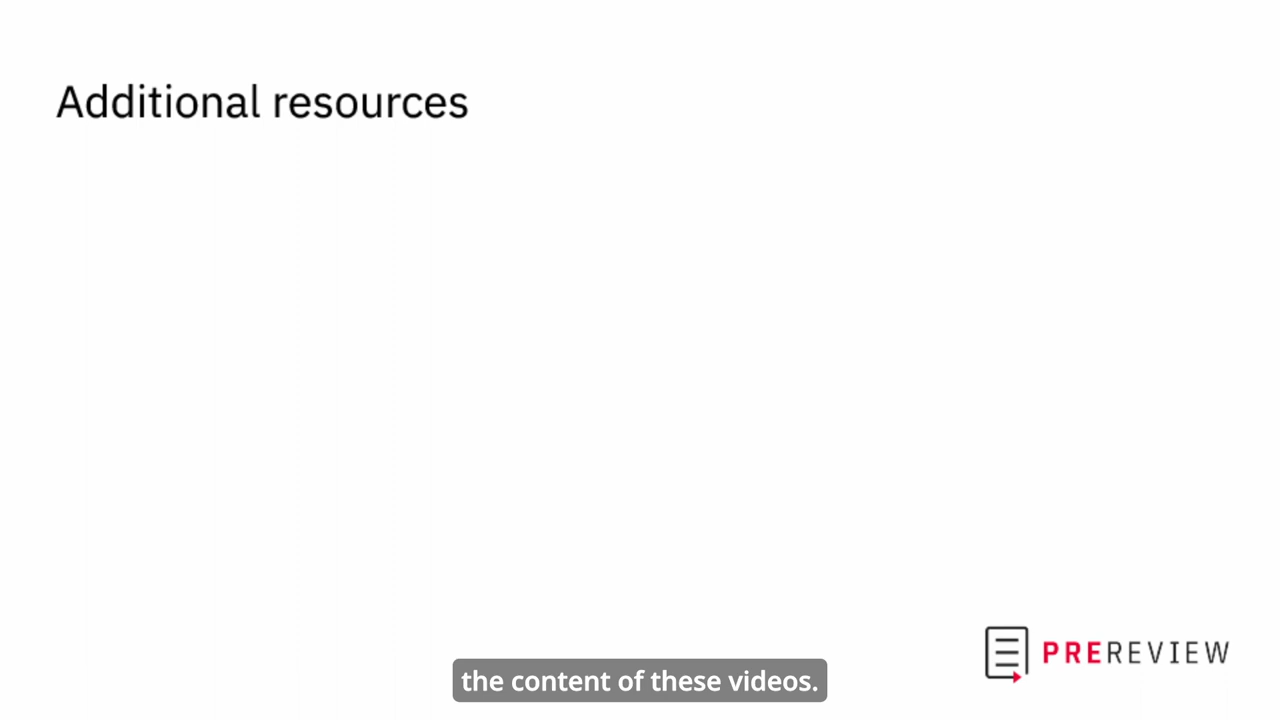 Additional resources
PREREVIEW
the content of these videos.